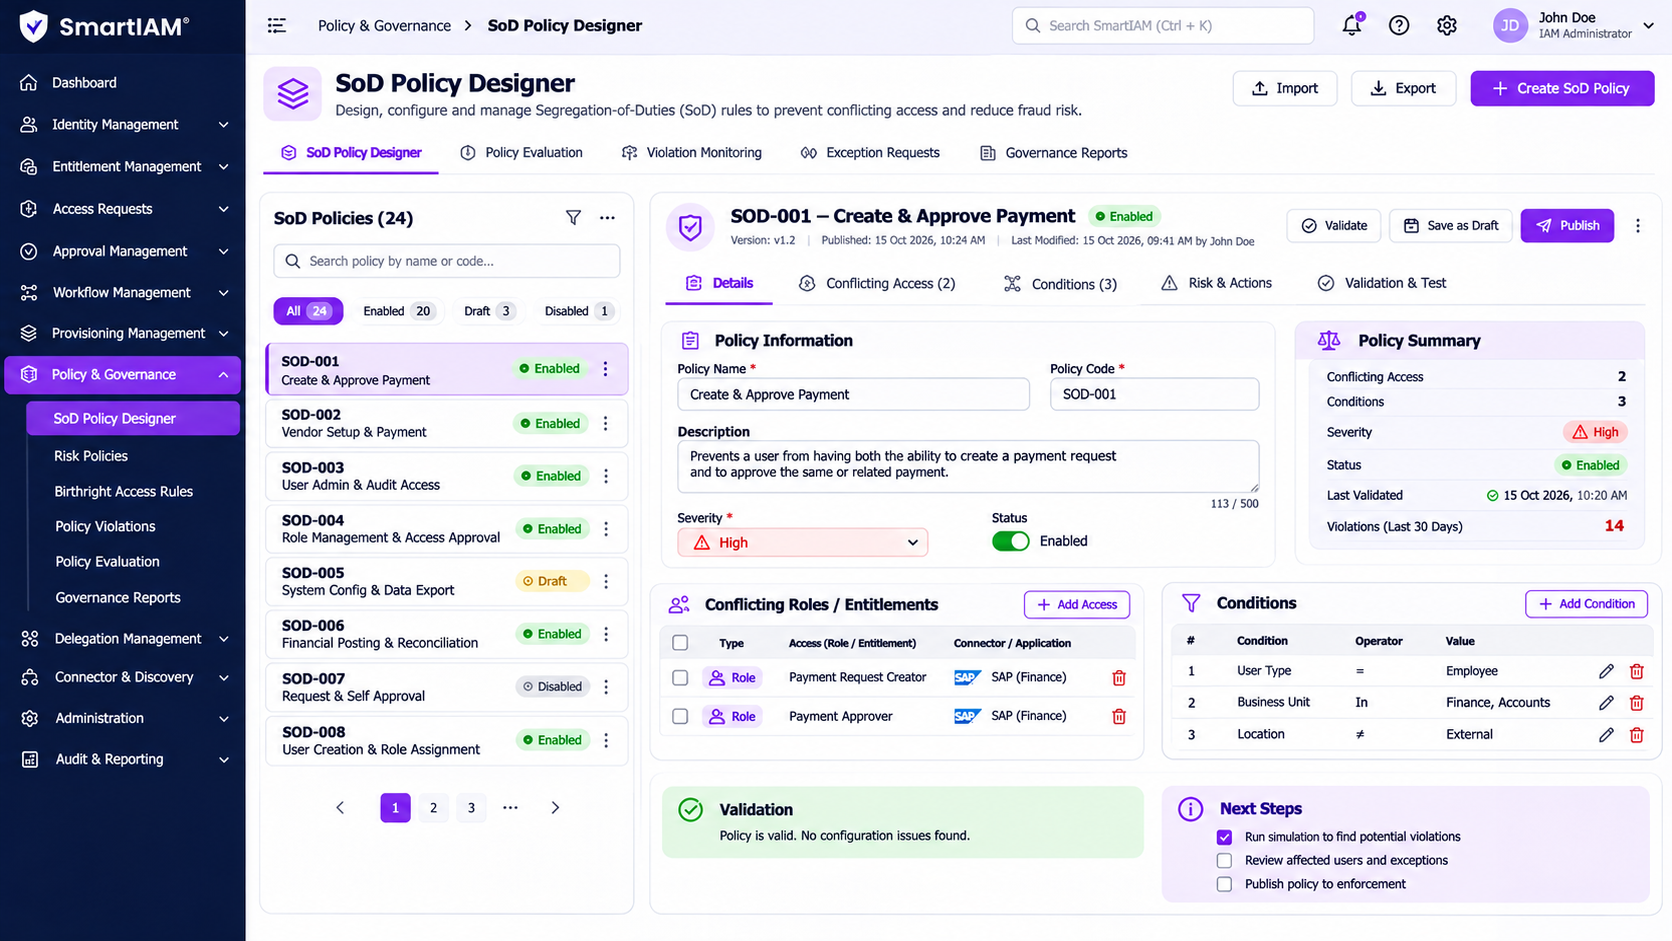 SmartIAM®
Dashboard
Identity Management
Entitlement Management
Access Requests
Approval Management
Workflow Management
Provisioning Management
Policy & Governance
SoD Policy Designer
Risk Policies
Birthright Access Rules
Policy Violations
Policy Evaluation
Governance Reports
Delegation Management
Connector & Discovery
Administration
Audit & Reporting
Policy & Governance > SoD Policy Designer
Search SmartIAM (Ctrl + K)
JD
John Doe
IAM Administrator
SoD Policy Designer
Design, configure and manage Segregation-of-Duties (SoD) rules to prevent conflicting access and reduce fraud risk.
Import
Export
+ Create SoD Policy
SoD Policy Designer
Policy Evaluation
Violation Monitoring
Exception Requests
Governance Reports
SoD Policies (24)
Search policy by name or code...
All 24
Enabled 20
Draft 3
Disabled 1
SOD-001
Create & Approve Payment
Enabled
SOD-002
Vendor Setup & Payment
Enabled
SOD-003
User Admin & Audit Access
Enabled
SOD-004
Role Management & Access Approval
Enabled
SOD-005
System Config & Data Export
Draft
SOD-006
Financial Posting & Reconciliation
Enabled
SOD-007
Request & Self Approval
Disabled
SOD-008
User Creation & Role Assignment
Enabled
< 1 2 3 ... >
SOD-001 – Create & Approve Payment
Enabled
Version: v1.2 | Published: 15 Oct 2026, 10:24 AM | Last Modified: 15 Oct 2026, 09:41 AM by John Doe
Validate
Save as Draft
Publish
Details
Conflicting Access (2)
Conditions (3)
Risk & Actions
Validation & Test
Policy Information
Policy Name *
Create & Approve Payment
Policy Code *
SOD-001
Description
Prevents a user from having both the ability to create a payment request
and to approve the same or related payment.
113 / 500
Severity *
High
Status
Enabled
Policy Summary
Conflicting Access 2
Conditions 3
Severity High
Status Enabled
Last Validated 15 Oct 2026, 10:20 AM
Violations (Last 30 Days) 14
Conflicting Roles / Entitlements
+ Add Access
Type Access (Role / Entitlement) Connector / Application
Role Payment Request Creator SAP SAP (Finance)
Role Payment Approver SAP SAP (Finance)
Conditions
+ Add Condition
# Condition Operator Value
1 User Type = Employee
2 Business Unit In Finance, Accounts
3 Location ≠ External
Validation
Policy is valid. No configuration issues found.
Next Steps
Run simulation to find potential violations
Review affected users and exceptions
Publish policy to enforcement